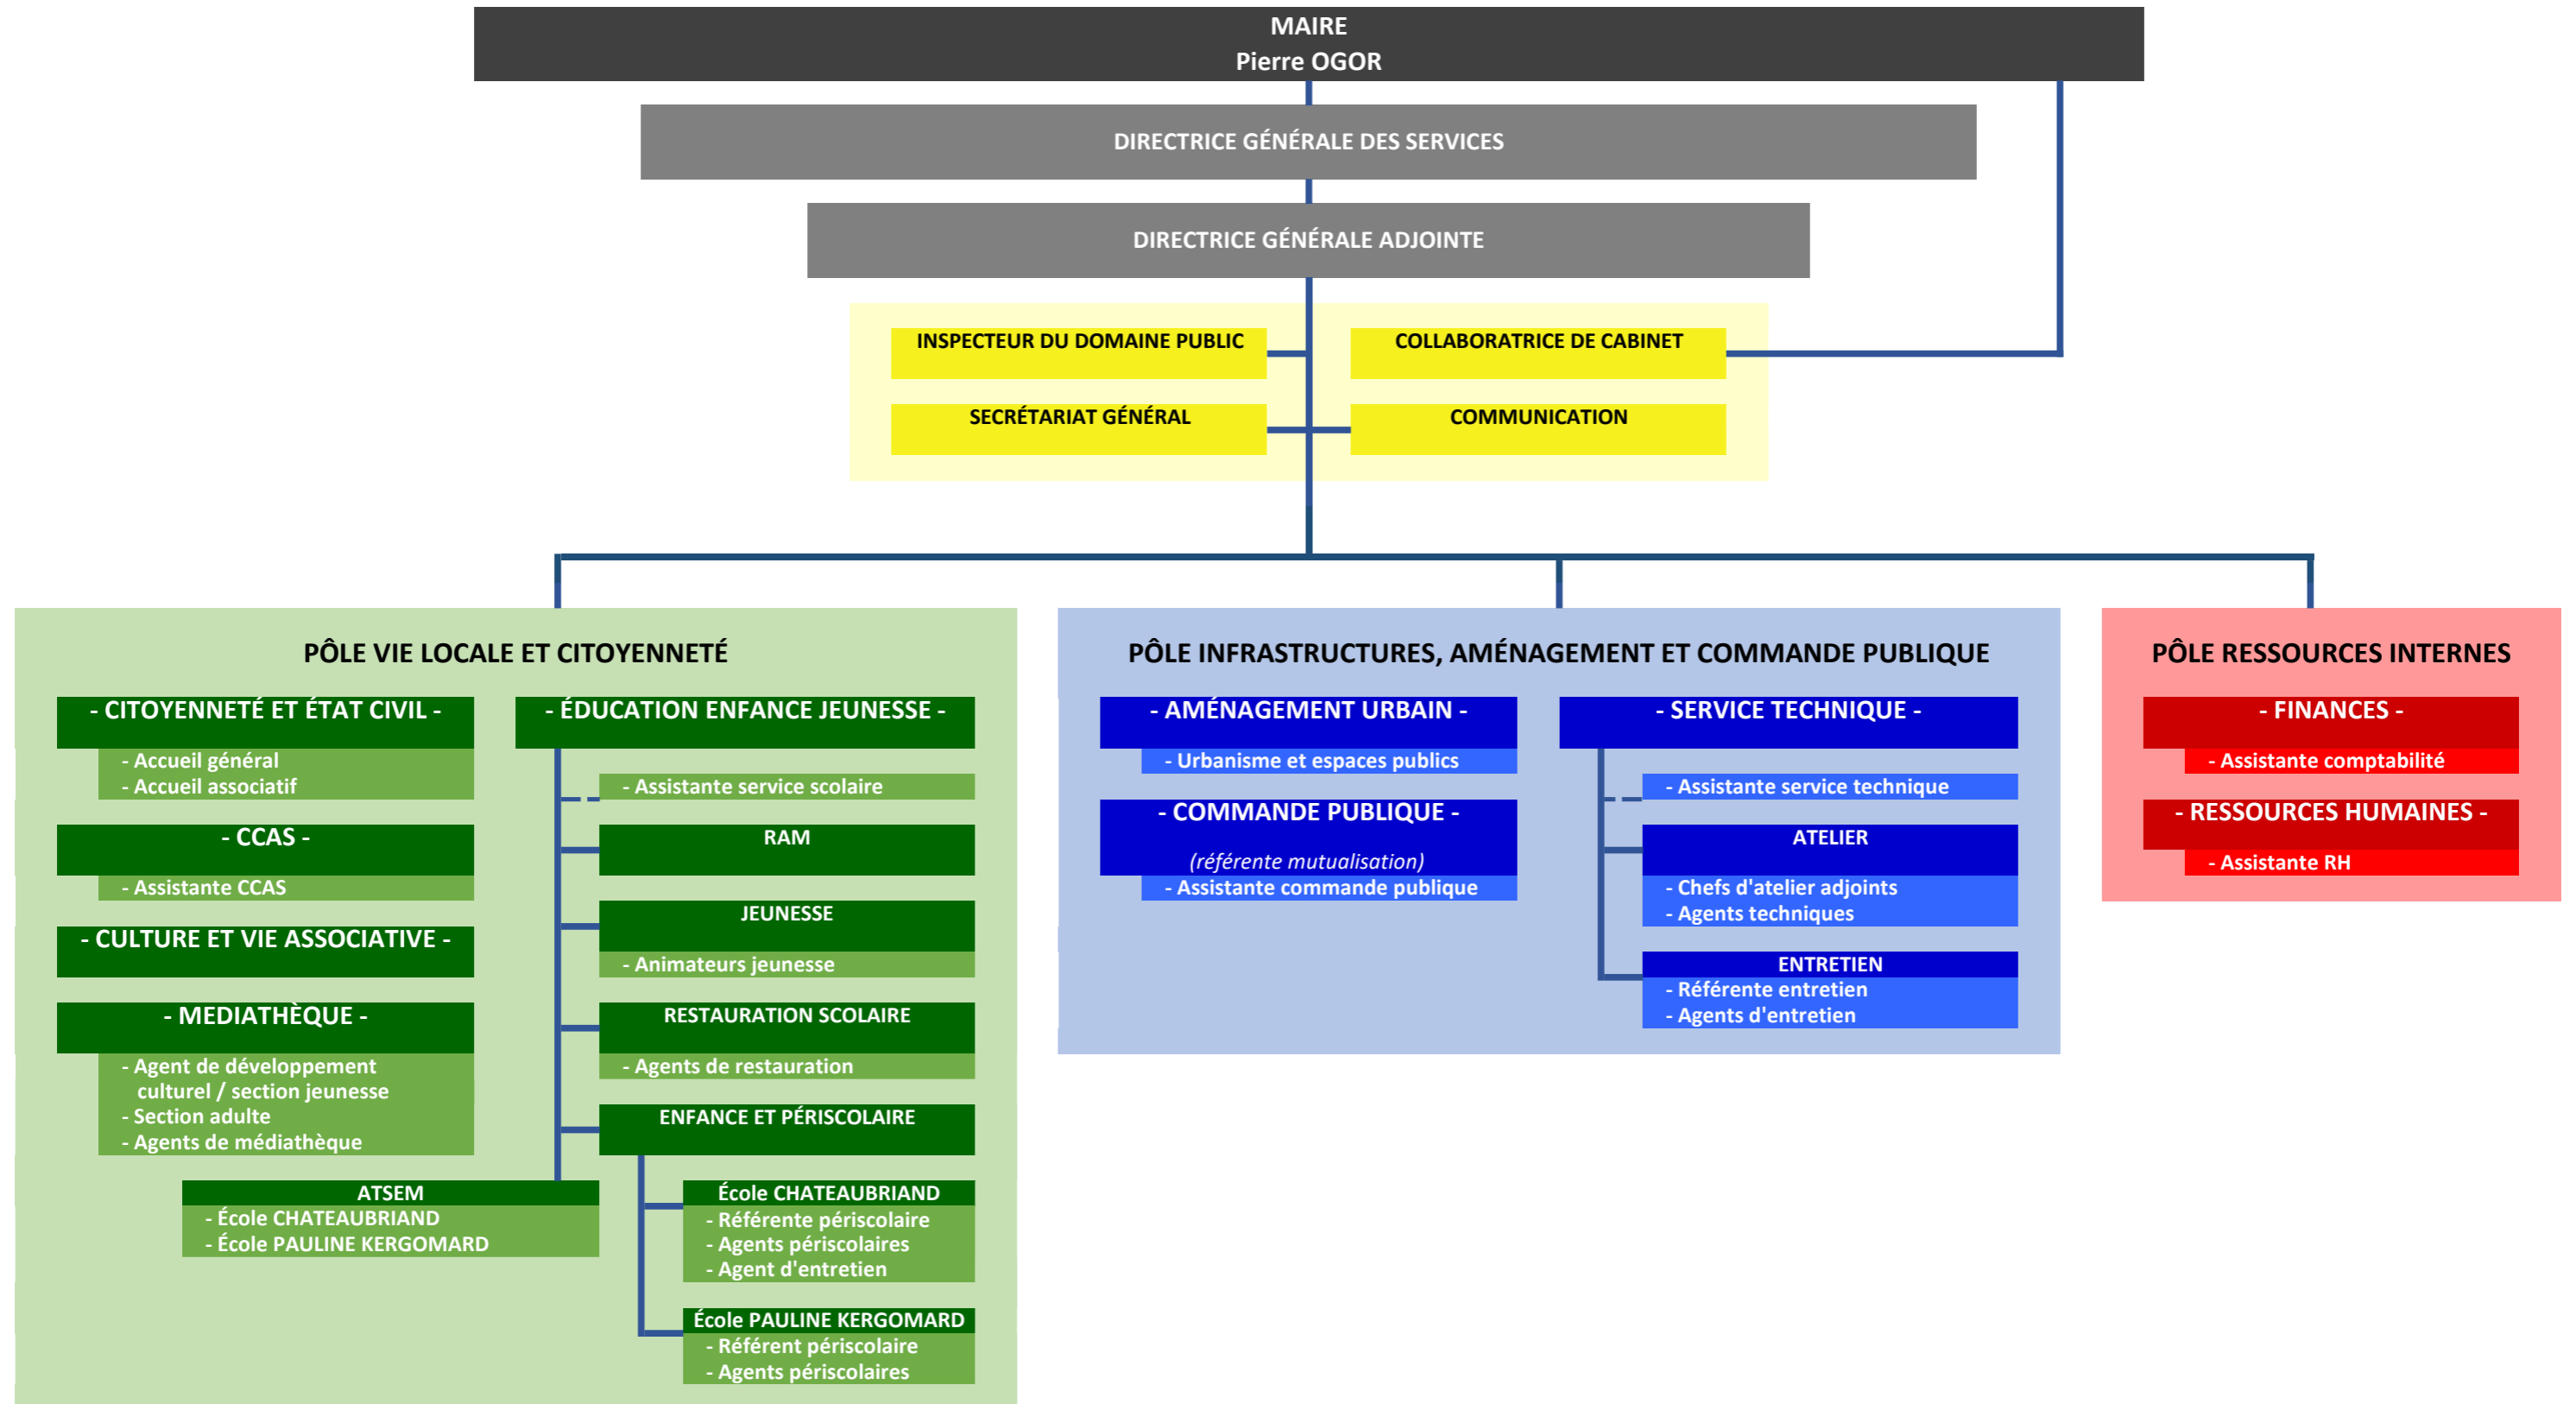 MAIRE
Pierre OGOR
DIRECTRICE GÉNÉRALE DES SERVICES
DIRECTRICE GÉNÉRALE ADJOINTE
INSPECTEUR DU DOMAINE PUBLIC
COLLABORATRICE DE CABINET
SECRÉTARIAT GÉNÉRAL
COMMUNICATION
PÔLE VIE LOCALE ET CITOYENNETÉ
- CITOYENNETÉ ET ÉTAT CIVIL -
- Accueil général
- Accueil associatif
- CCAS -
- Assistante CCAS
- CULTURE ET VIE ASSOCIATIVE -
- MEDIATHÈQUE -
- Agent de développement
culturel / section jeunesse
- Section adulte
- Agents de médiathèque
- ÉDUCATION ENFANCE JEUNESSE -
- Assistante service scolaire
RAM
JEUNESSE
- Animateurs jeunesse
RESTAURATION SCOLAIRE
- Agents de restauration
ENFANCE ET PÉRISCOLAIRE
ATSEM
- École CHATEAUBRIAND
- École PAULINE KERGOMARD
École CHATEAUBRIAND
- Référente périscolaire
- Agents périscolaires
- Agent d'entretien
École PAULINE KERGOMARD
- Référent périscolaire
- Agents périscolaires
PÔLE INFRASTRUCTURES, AMÉNAGEMENT ET COMMANDE PUBLIQUE
- AMÉNAGEMENT URBAIN -
- Urbanisme et espaces publics
- COMMANDE PUBLIQUE -
(référente mutualisation)
- Assistante commande publique
- SERVICE TECHNIQUE -
- Assistante service technique
ATELIER
- Chefs d'atelier adjoints
- Agents techniques
ENTRETIEN
- Référente entretien
- Agents d'entretien
PÔLE RESSOURCES INTERNES
- FINANCES -
- Assistante comptabilité
- RESSOURCES HUMAINES -
- Assistante RH